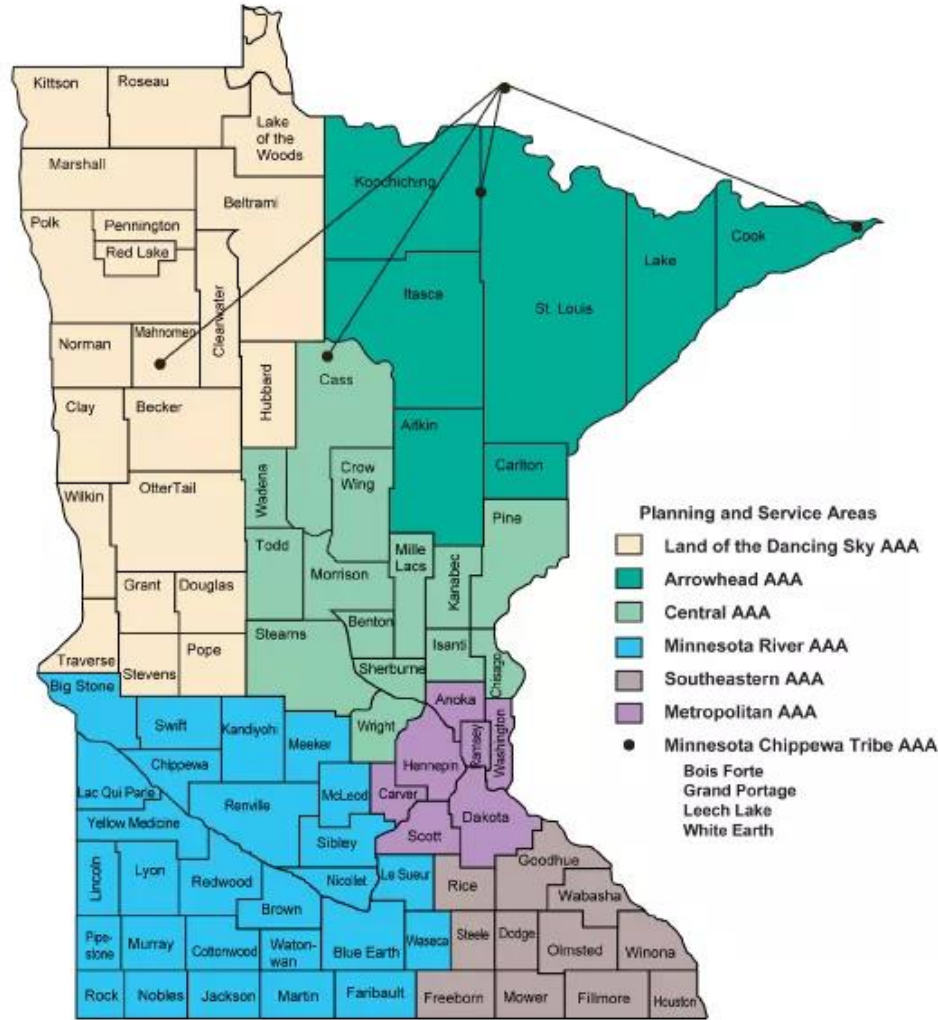 Kittson
Roseau
Lake
of the
Woods
Marshall
Koochiching
Beltrami
Polk
Pennington
Red Lake
Cook
Lake
Itasca
St. Louis
Clearwater
Mahnomen
Norman
Cass
Hubbard
Clay
Becker
Aitkin
Carlton
Crow
Wing
Wadena
OtterTail
Wilkin
Pine
Todd
Mille
Lacs
Kanabec
Morrison
Grant
Douglas
Benton
Stearns
Isanti
Pope
Traverse
Stevens
Sherburne
Chisago
Big Stone
Anoka
Swift
Kandiyohi
Wright
Meeker
Ramsey
Washington
Chippewa
Hennepin
Lac Qui Parle
McLeod
Carver
Renville
Yellow Medicine
Dakota
Scott
Sibley
Goodhue
Lincoln
Lyon
Redwood
Nicollet
Le Sueur
Rice
Wabasha
Brown
Pipe-
stone
Murray
Cottonwood
Waton-
wan
Blue Earth
Waseca
Steele
Dodge
Olmsted
Winona
Rock
Nobles
Jackson
Martin
Faribault
Freeborn
Mower
Fillmore
Houston
Planning and Service Areas
Land of the Dancing Sky AAA
Arrowhead AAA
Central AAA
Minnesota River AAA
Southeastern AAA
Metropolitan AAA
Minnesota Chippewa Tribe AAA
Bois Forte
Grand Portage
Leech Lake
White Earth